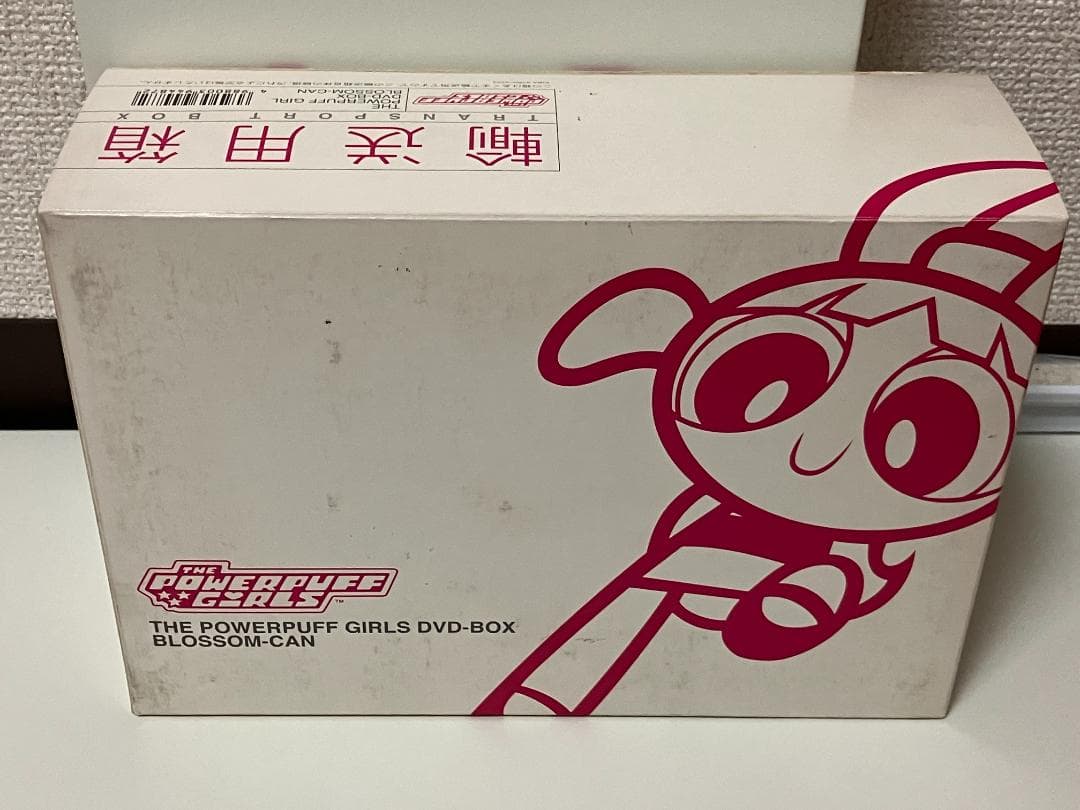 輸送用箱
TRANSPORT BOX
THE
POWERPUFF GIRL
DVD-BOX
BLOSSOM-CAN
THE
POWERPUFF
GIRLS
™
THE POWERPUFF GIRLS DVD-BOX
BLOSSOM-CAN